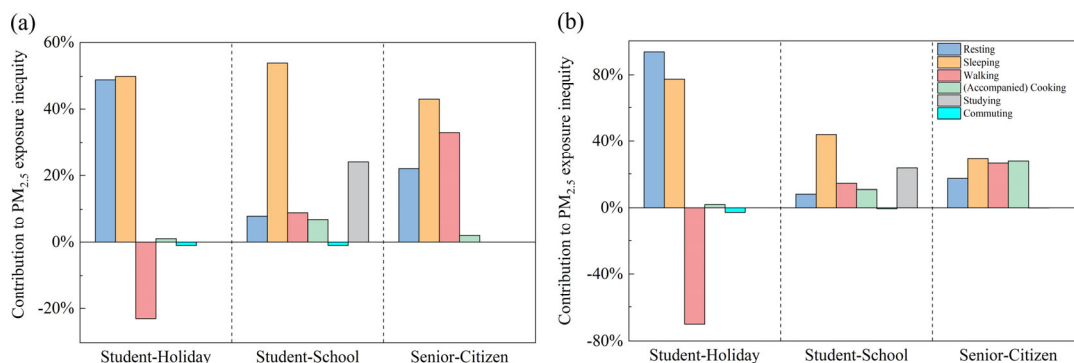 (a)
60%
40%
20%
0%
-20%
Contribution to PM2.5 exposure inequity
Student-Holiday
Student-School
Senior-Citizen
(b)
80%
40%
0%
-40%
-80%
Contribution to PM2.5 exposure inequity
Resting
Sleeping
Walking
(Accompanied) Cooking
Studying
Commuting
Student-Holiday
Student-School
Senior-Citizen